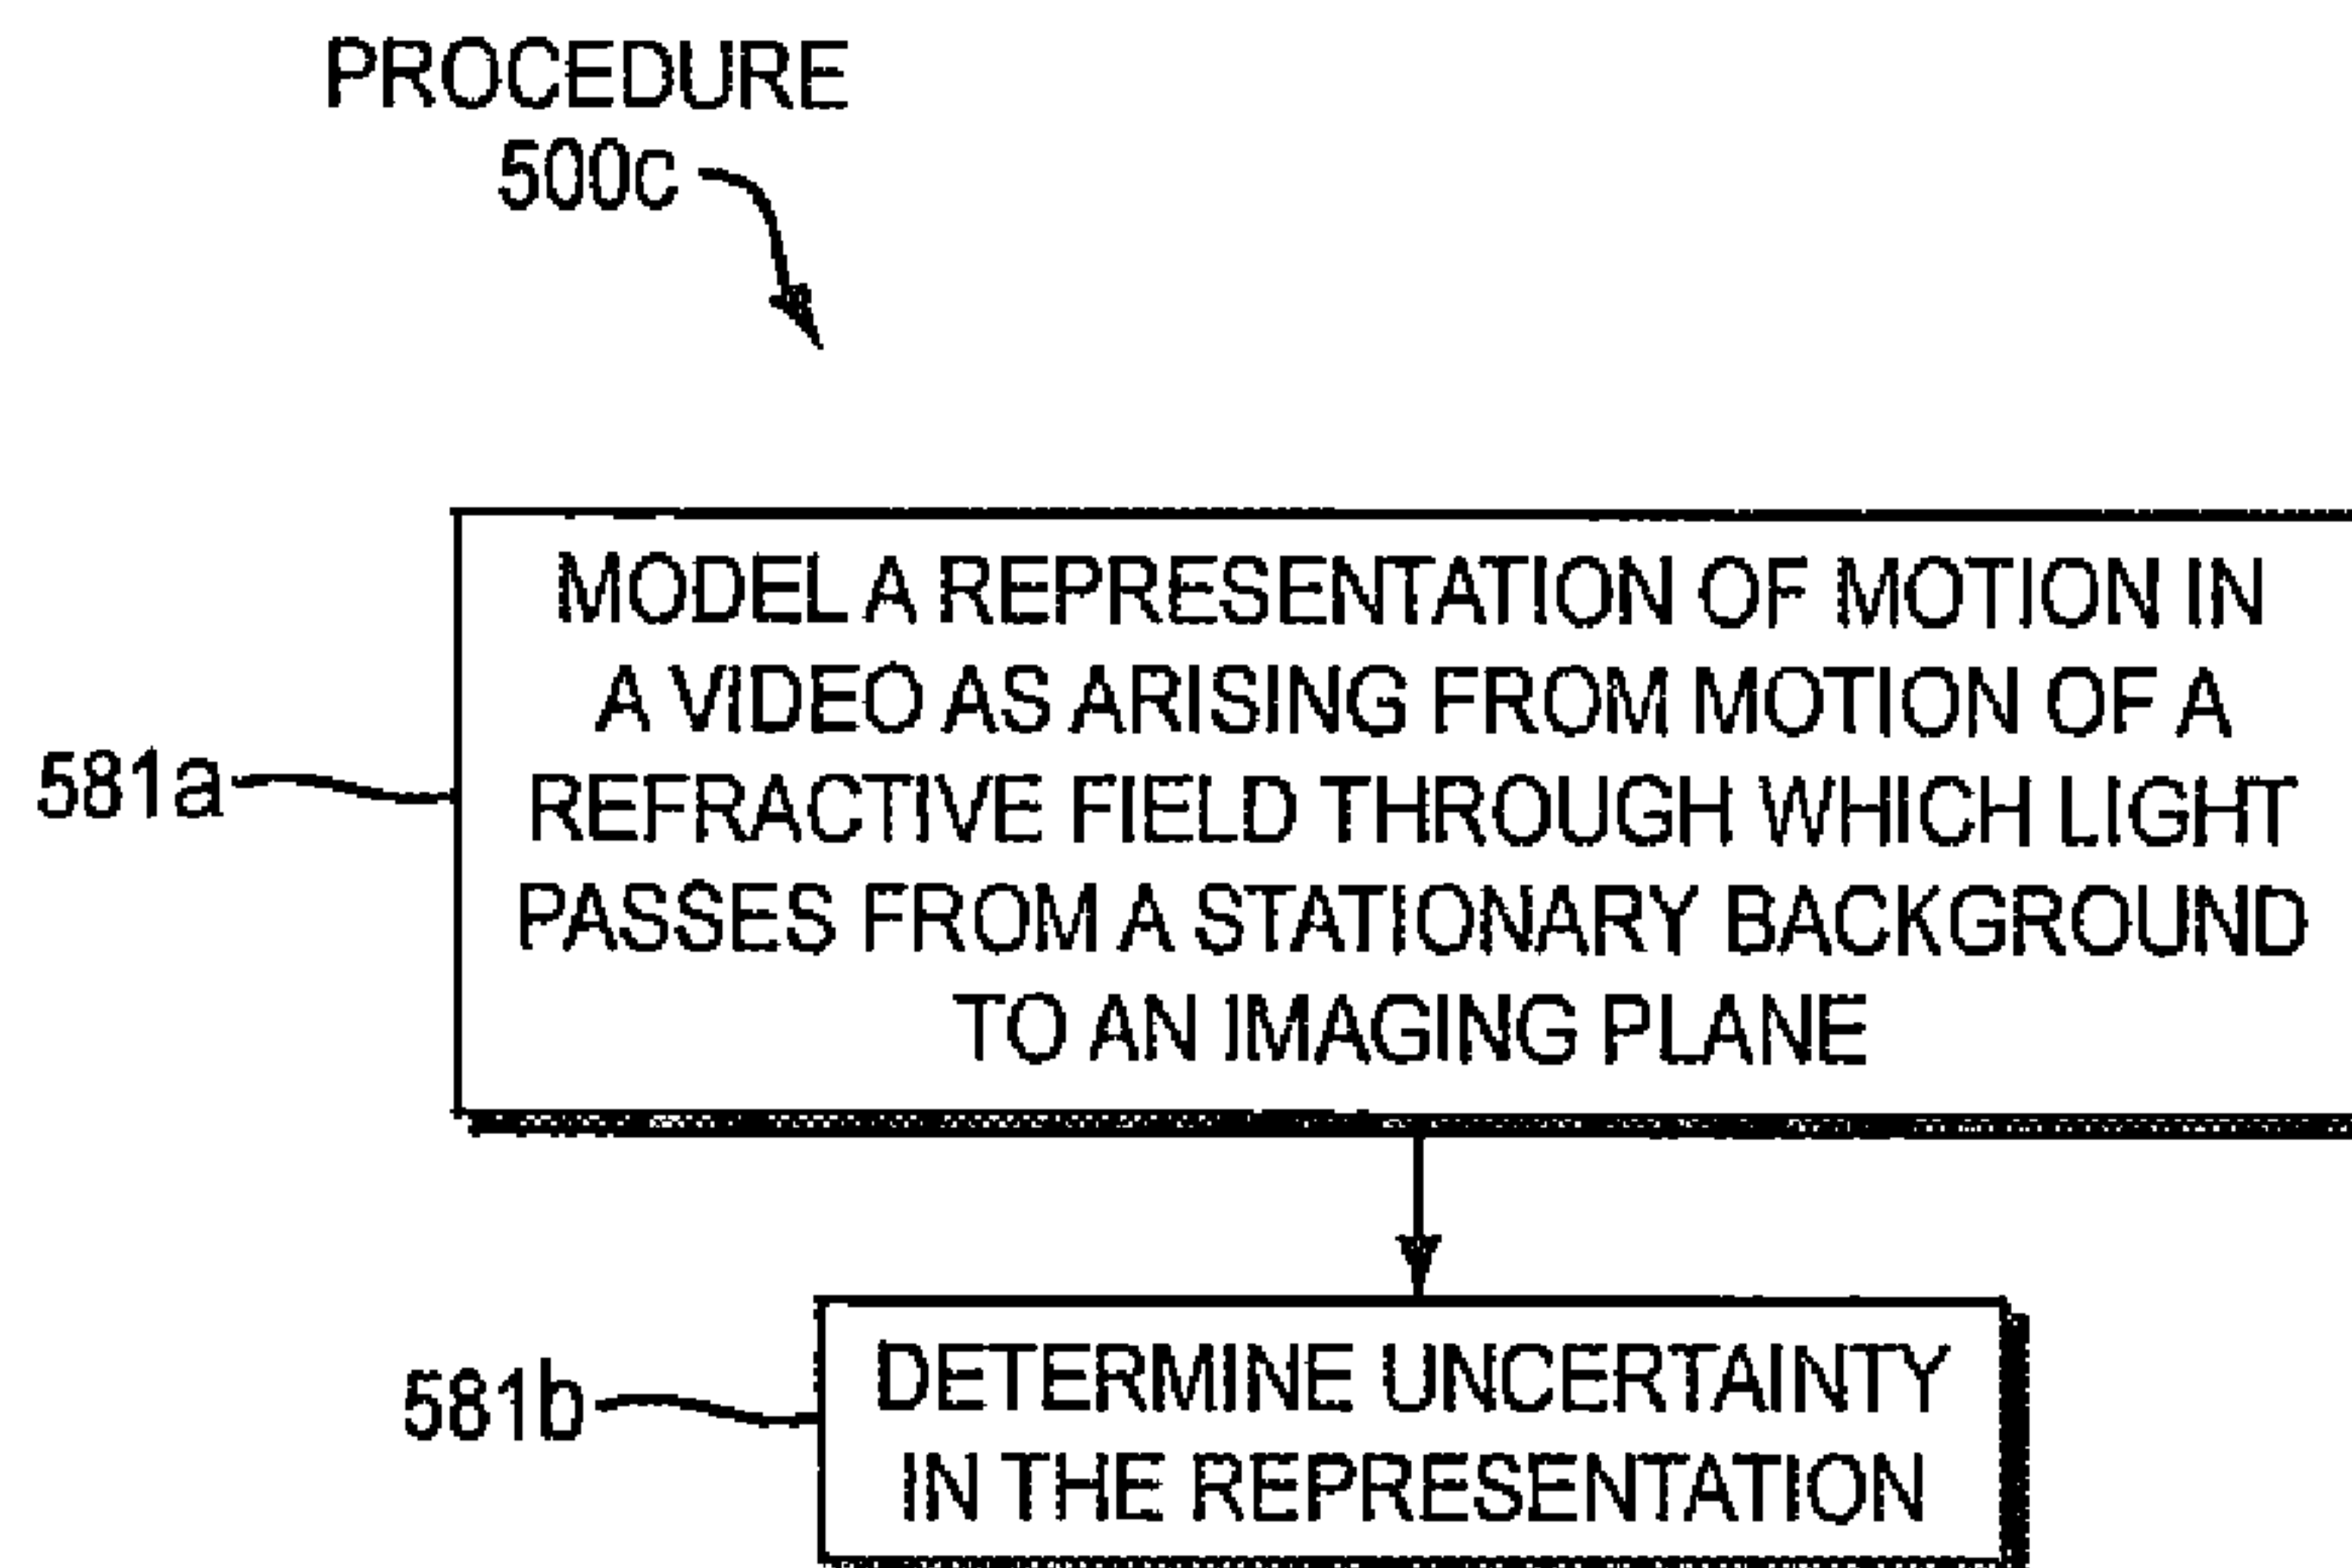 PROCEDURE
500c
MODEL A REPRESENTATION OF MOTION IN
A VIDEO AS ARISING FROM MOTION OF A
581a
REFRACTIVE FIELD THROUGH WHICH LIGHT
PASSES FROM A STATIONARY BACKGROUND
TO AN IMAGING PLANE
581b
DETERMINE UNCERTAINTY
IN THE REPRESENTATION